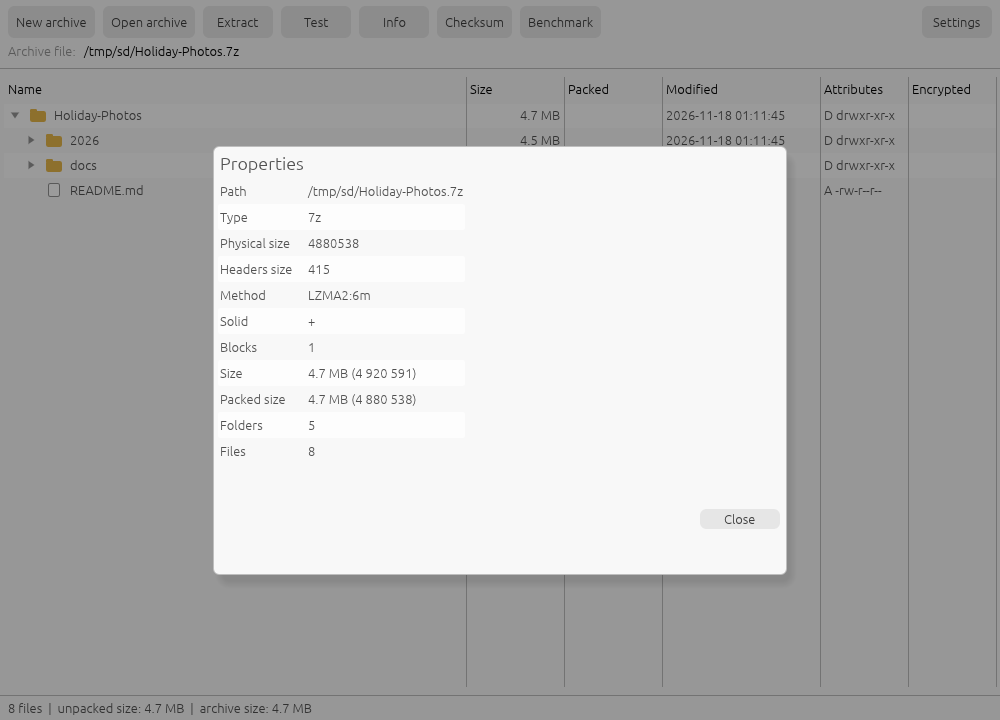 New archive Open archive Extract Test Info Checksum Benchmark Settings
Archive file: /tmp/sd/Holiday-Photos.7z
Name Size Packed Modified Attributes Encrypted
Holiday-Photos 4.7 MB 2026-11-18 01:11:45 D drwxr-xr-x
2026 4.5 MB 2026-11-18 01:11:45 D drwxr-xr-x
docs D drwxr-xr-x
README.md A -rw-r--r--
Properties
Path /tmp/sd/Holiday-Photos.7z
Type 7z
Physical size 4880538
Headers size 415
Method LZMA2:6m
Solid +
Blocks 1
Size 4.7 MB (4 920 591)
Packed size 4.7 MB (4 880 538)
Folders 5
Files 8
Close
8 files | unpacked size: 4.7 MB | archive size: 4.7 MB